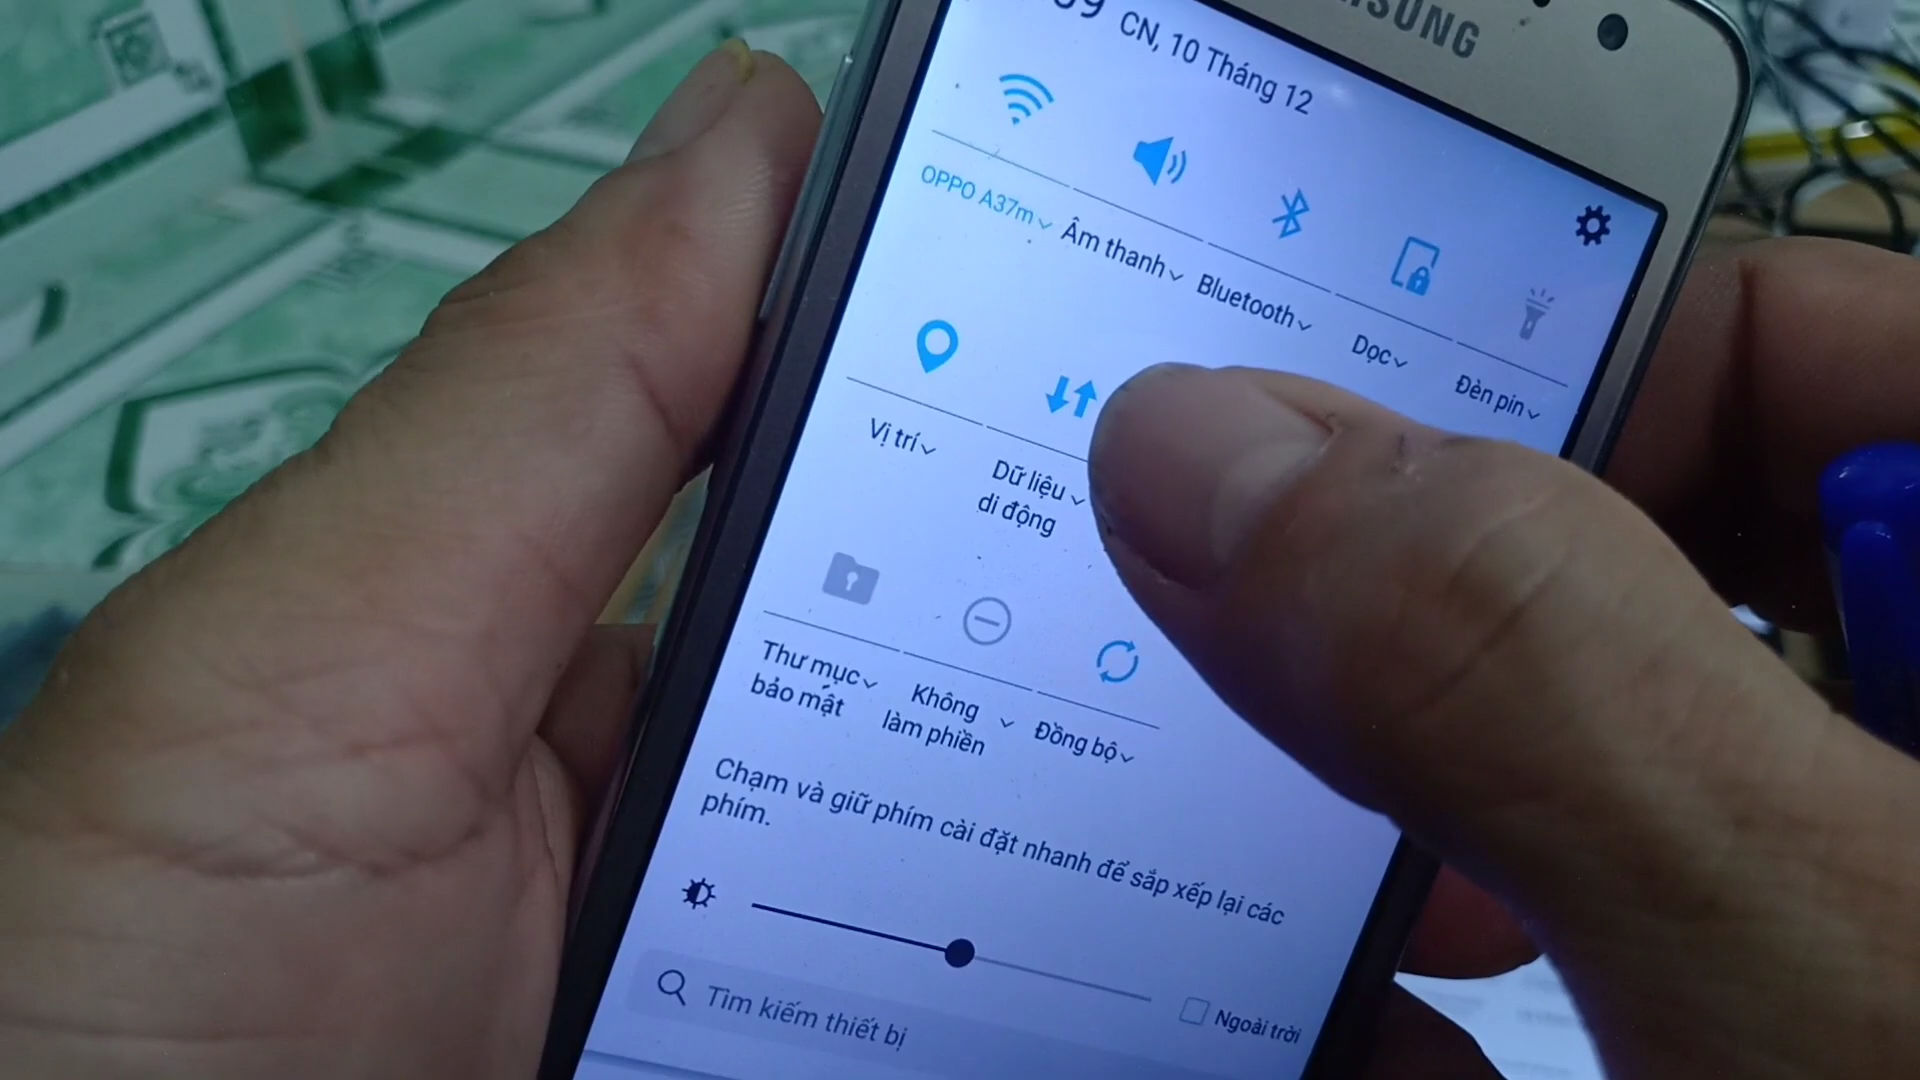 SUNG
CN, 10 Tháng 12
OPPO A37m
Âm thanh
Bluetooth
Dọc
Đèn pin
Vị trí
Dữ liệu
di động
Thư mục
bảo mật
Không
làm phiền
Đồng bộ
Chạm và giữ phím cài đặt nhanh để sắp xếp lại các
phím.
Ngoài trời
Tìm kiếm thiết bị